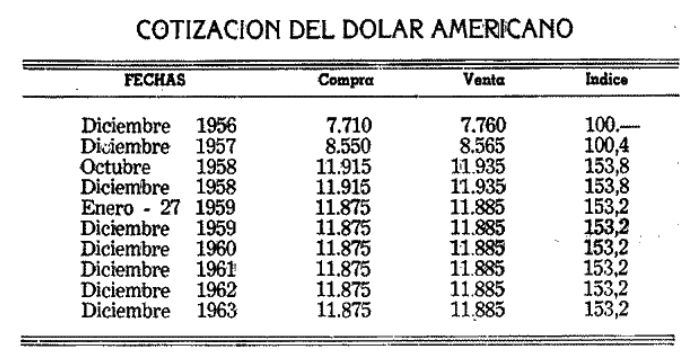 COTIZACION DEL DOLAR AMERICANO
FECHAS Compra Venta Indice
Diciembre 1956 7.710 7.760 100.—
Diciembre 1957 8.550 8.565 100,4
Octubre 1958 11.915 11.935 153,8
Diciembre 1958 11.915 11.935 153,8
Enero - 27 1959 11.875 11.885 153,2
Diciembre 1959 11.875 11.885 153,2
Diciembre 1960 11.875 11.885 153,2
Diciembre 1961 11.875 11.885 153,2
Diciembre 1962 11.875 11.885 153,2
Diciembre 1963 11.875 11.885 153,2